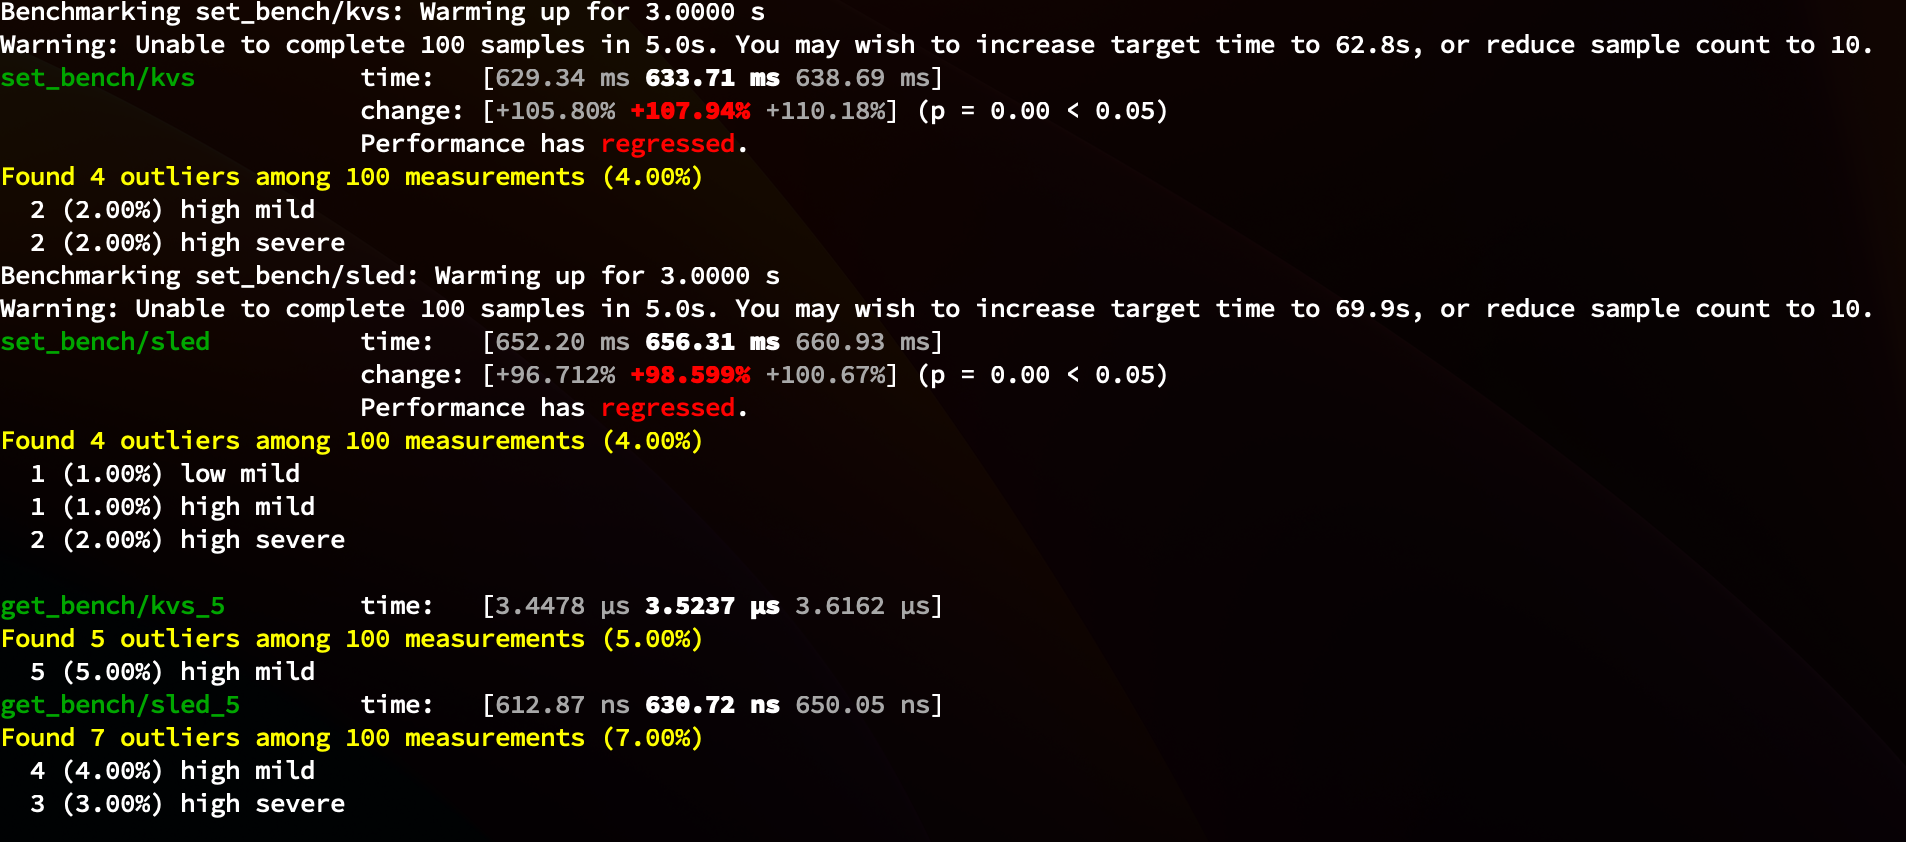 Benchmarking set_bench/kvs: Warming up for 3.0000 s
Warning: Unable to complete 100 samples in 5.0s. You may wish to increase target time to 62.8s, or reduce sample count to 10.
set_bench/kvs           time:   [629.34 ms 633.71 ms 638.69 ms]
                        change: [+105.80% +107.94% +110.18%] (p = 0.00 < 0.05)
                        Performance has regressed.
Found 4 outliers among 100 measurements (4.00%)
  2 (2.00%) high mild
  2 (2.00%) high severe
Benchmarking set_bench/sled: Warming up for 3.0000 s
Warning: Unable to complete 100 samples in 5.0s. You may wish to increase target time to 69.9s, or reduce sample count to 10.
set_bench/sled          time:   [652.20 ms 656.31 ms 660.93 ms]
                        change: [+96.712% +98.599% +100.67%] (p = 0.00 < 0.05)
                        Performance has regressed.
Found 4 outliers among 100 measurements (4.00%)
  1 (1.00%) low mild
  1 (1.00%) high mild
  2 (2.00%) high severe

get_bench/kvs_5         time:   [3.4478 µs 3.5237 µs 3.6162 µs]
Found 5 outliers among 100 measurements (5.00%)
  5 (5.00%) high mild
get_bench/sled_5        time:   [612.87 ns 630.72 ns 650.05 ns]
Found 7 outliers among 100 measurements (7.00%)
  4 (4.00%) high mild
  3 (3.00%) high severe